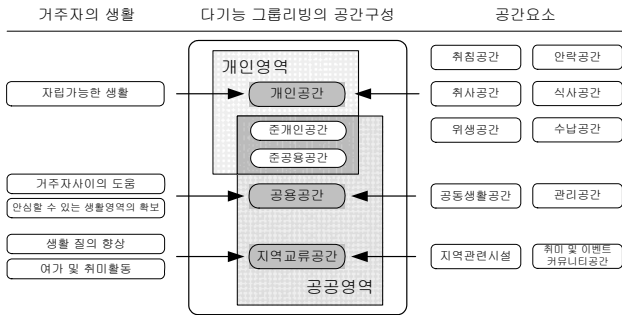 거주자의 생활
다기능 그룹리빙의 공간구성
공간요소
개인영역
자립가능한 생활
개인공간
준개인공간
준공용공간
거주자사이의 도움
안심할 수 있는 생활영역의 확보
공용공간
생활 질의 향상
여가 및 취미활동
지역교류공간
공공영역
취침공간
안락공간
취사공간
식사공간
위생공간
수납공간
공동생활공간
관리공간
지역관련시설
취미 및 이벤트
커뮤니티공간